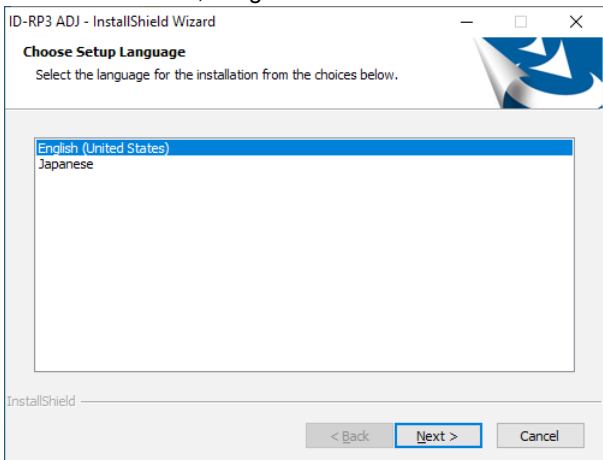 ID-RP3 ADJ - InstallShield Wizard
Choose Setup Language
Select the language for the installation from the choices below.
English (United States)
Japanese
InstallShield
< Back
Next >
Cancel